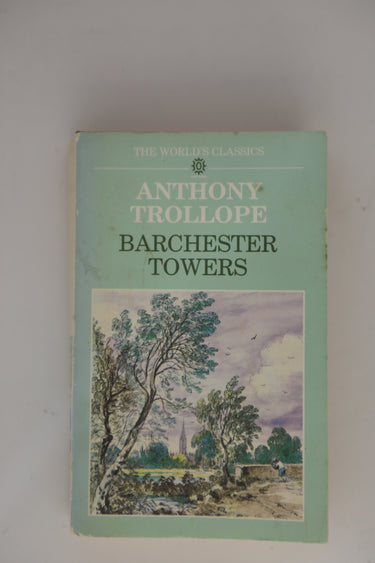 THE WORLD'S CLASSICS
ANTHONY
TROLLOPE
BARCHESTER
TOWERS